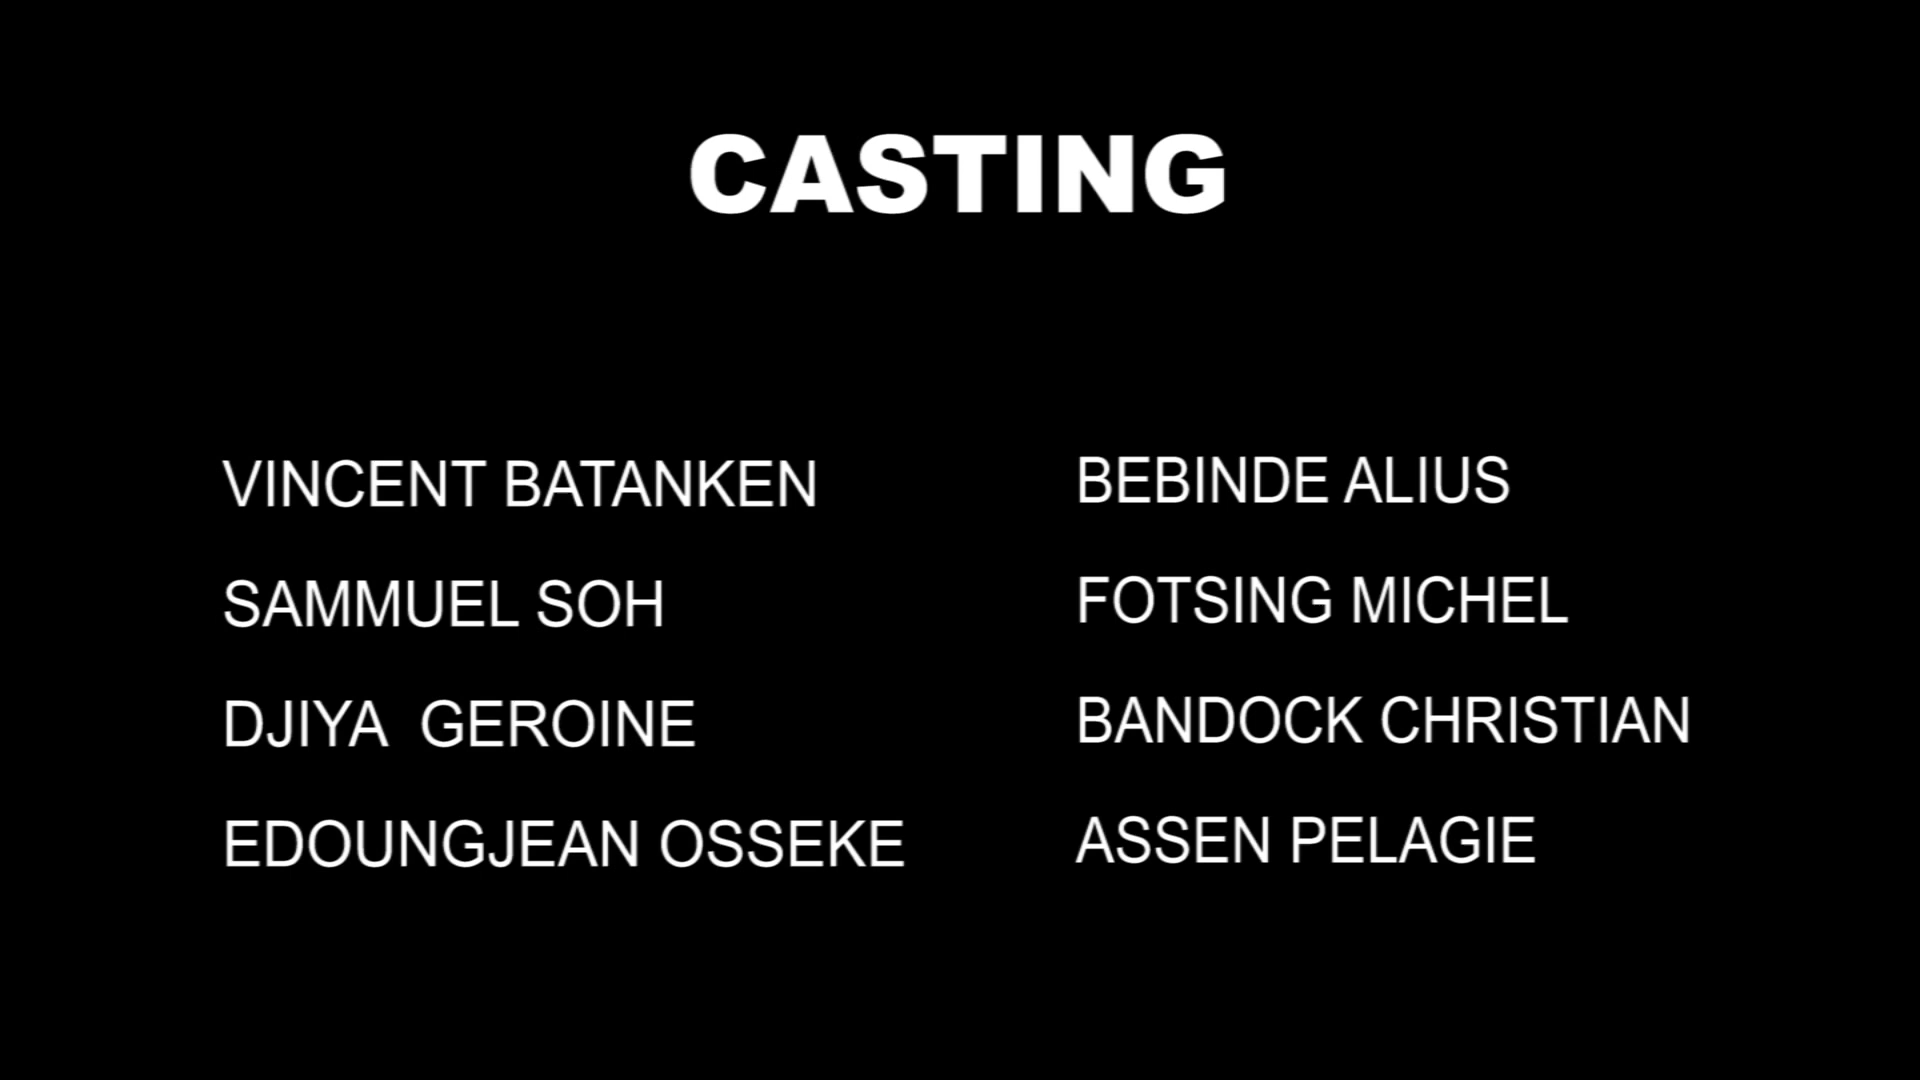 CASTING
VINCENT BATANKEN
SAMMUEL SOH
DJIYA  GEROINE
EDOUNGJEAN OSSEKE
BEBINDE ALIUS
FOTSING MICHEL
BANDOCK CHRISTIAN
ASSEN PELAGIE